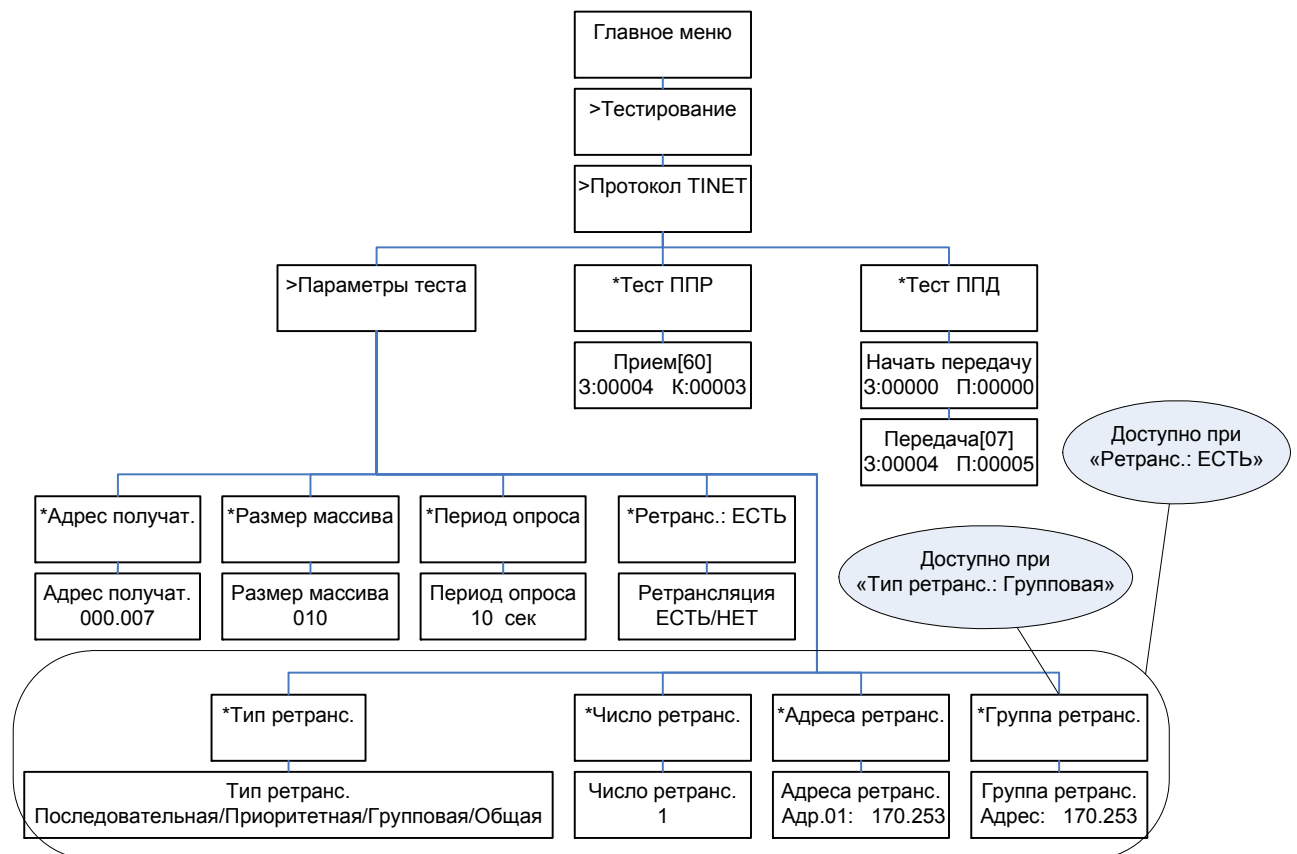 Главное меню
>Тестирование
>Протокол TINET
>Параметры теста
*Тест ППР
*Тест ППД
Прием[60]
З:00004 К:00003
Начать передачу
З:00000 П:00000
Передача[07]
З:00004 П:00005
Доступно при
«Ретранс.: ЕСТЬ»
*Адрес получат.
*Размер массива
*Период опроса
*Ретранс.: ЕСТЬ
Доступно при
«Тип ретранс.: Групповая»
Адрес получат.
000.007
Размер массива
010
Период опроса
10 сек
Ретрансляция
ЕСТЬ/НЕТ
*Тип ретранс.
*Число ретранс.
*Адреса ретранс.
*Группа ретранс.
Тип ретранс.
Последовательная/Приоритетная/Групповая/Общая
Число ретранс.
1
Адреса ретранс.
Адр.01: 170.253
Группа ретранс.
Адрес: 170.253